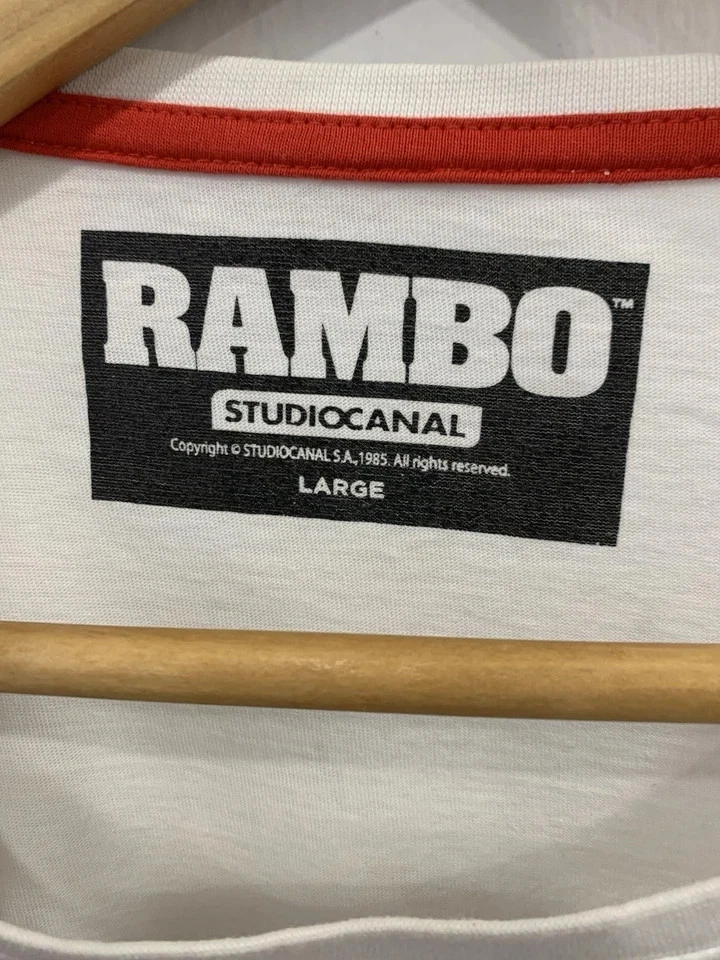 RAMBO™
STUDIOCANAL
Copyright © STUDIOCANAL S.A., 1985. All rights reserved.
LARGE